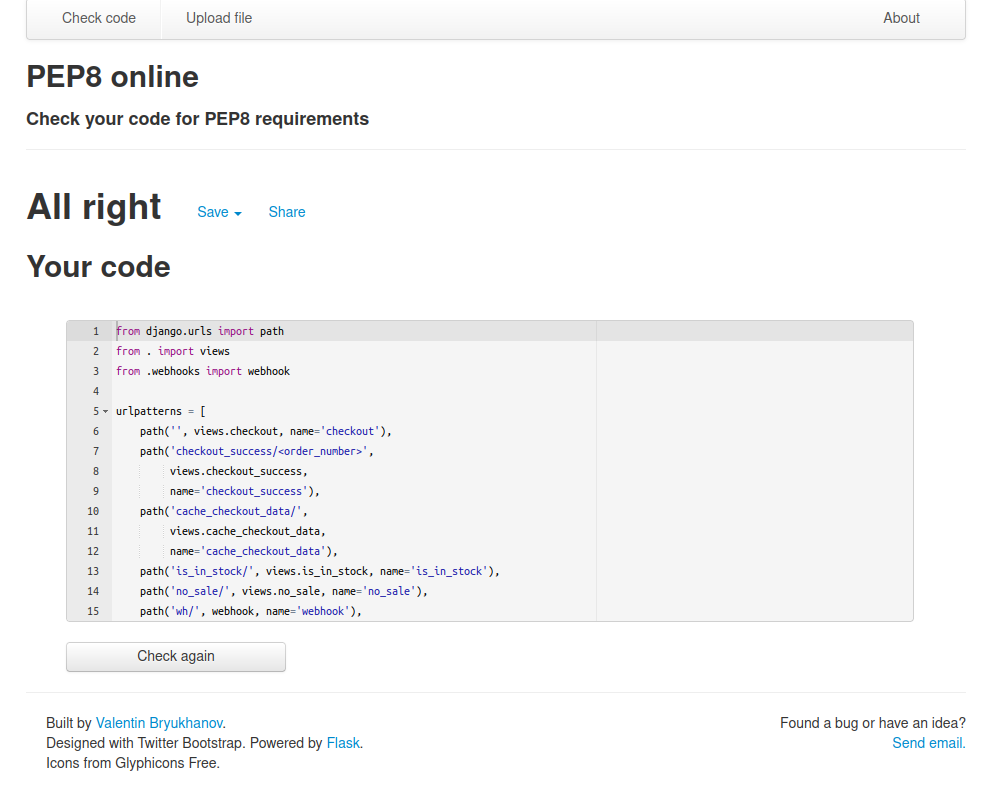 Check code Upload file About
PEP8 online
Check your code for PEP8 requirements
All right Save Share
Your code
1 from django.urls import path
2 from . import views
3 from .webhooks import webhook
4
5 urlpatterns = [
6 path('', views.checkout, name='checkout'),
7 path('checkout_success/<order_number>',
8 views.checkout_success,
9 name='checkout_success'),
10 path('cache_checkout_data/',
11 views.cache_checkout_data,
12 name='cache_checkout_data'),
13 path('is_in_stock/', views.is_in_stock, name='is_in_stock'),
14 path('no_sale/', views.no_sale, name='no_sale'),
15 path('wh/', webhook, name='webhook'),
Check again
Built by Valentin Bryukhanov. Found a bug or have an idea?
Designed with Twitter Bootstrap. Powered by Flask. Send email.
Icons from Glyphicons Free.